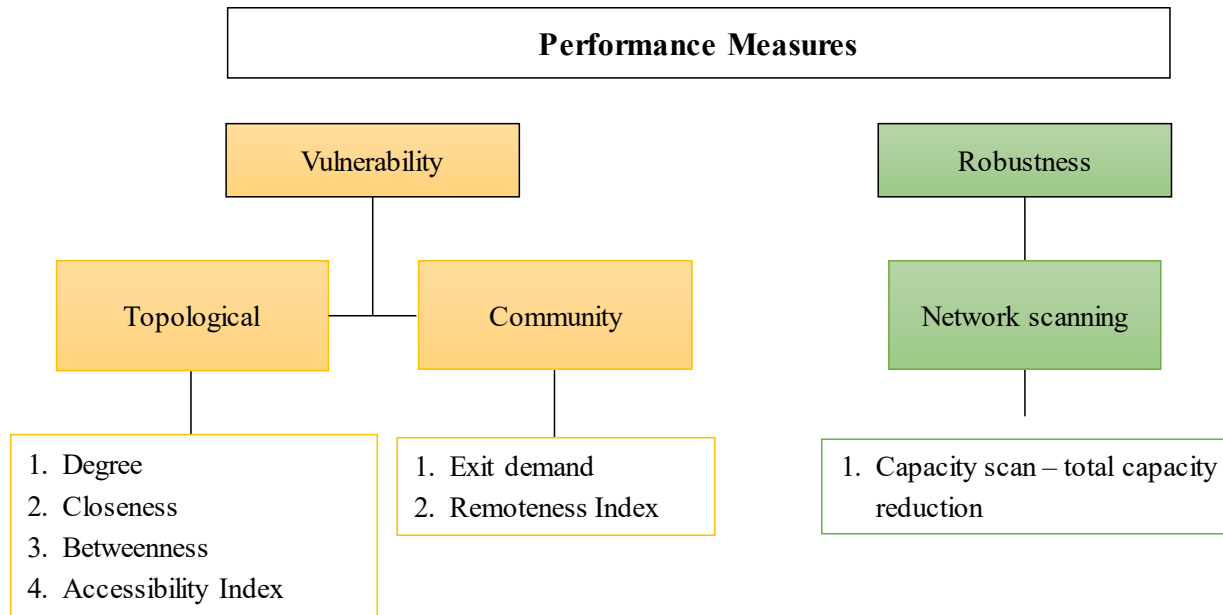 Performance Measures
Vulnerability
Robustness
Topological
Community
Network scanning
1. Degree
2. Closeness
3. Betweenness
4. Accessibility Index
1. Exit demand
2. Remoteness Index
1. Capacity scan – total capacity
reduction